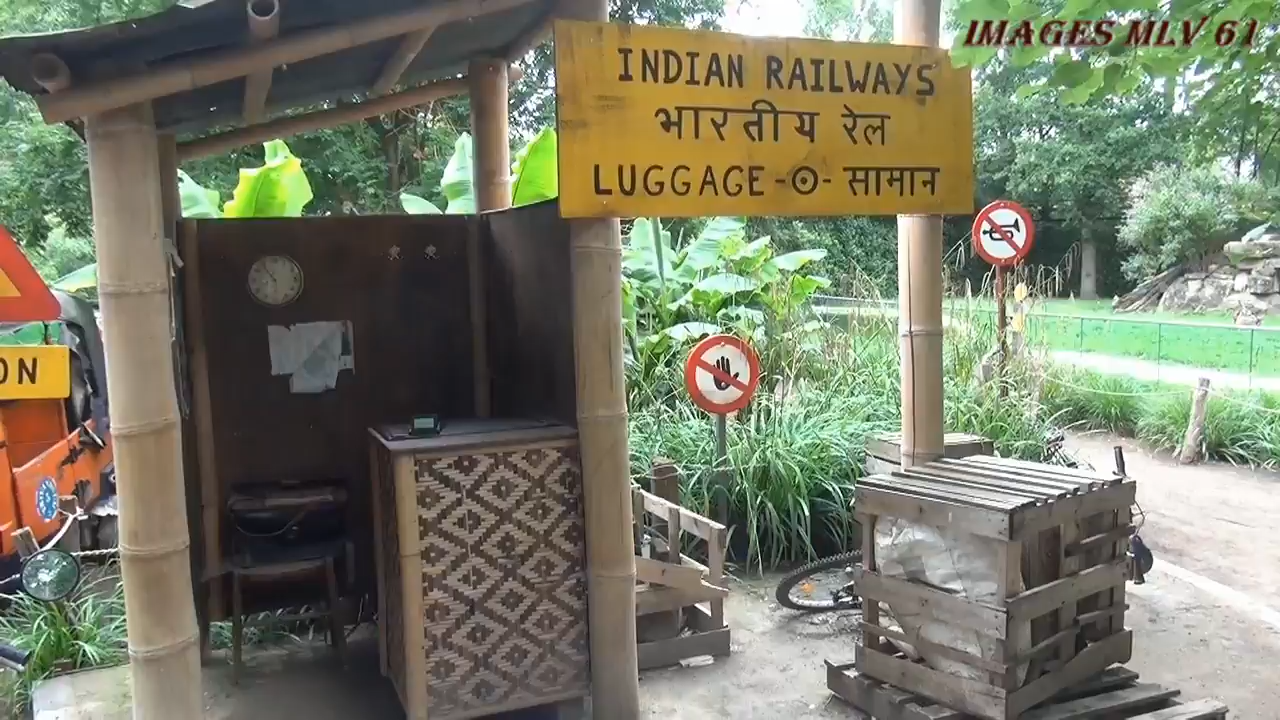 IMAGES MLV 61
INDIAN RAILWAYS
भारतीय रेल
LUGGAGE -⊙- सामान
ON